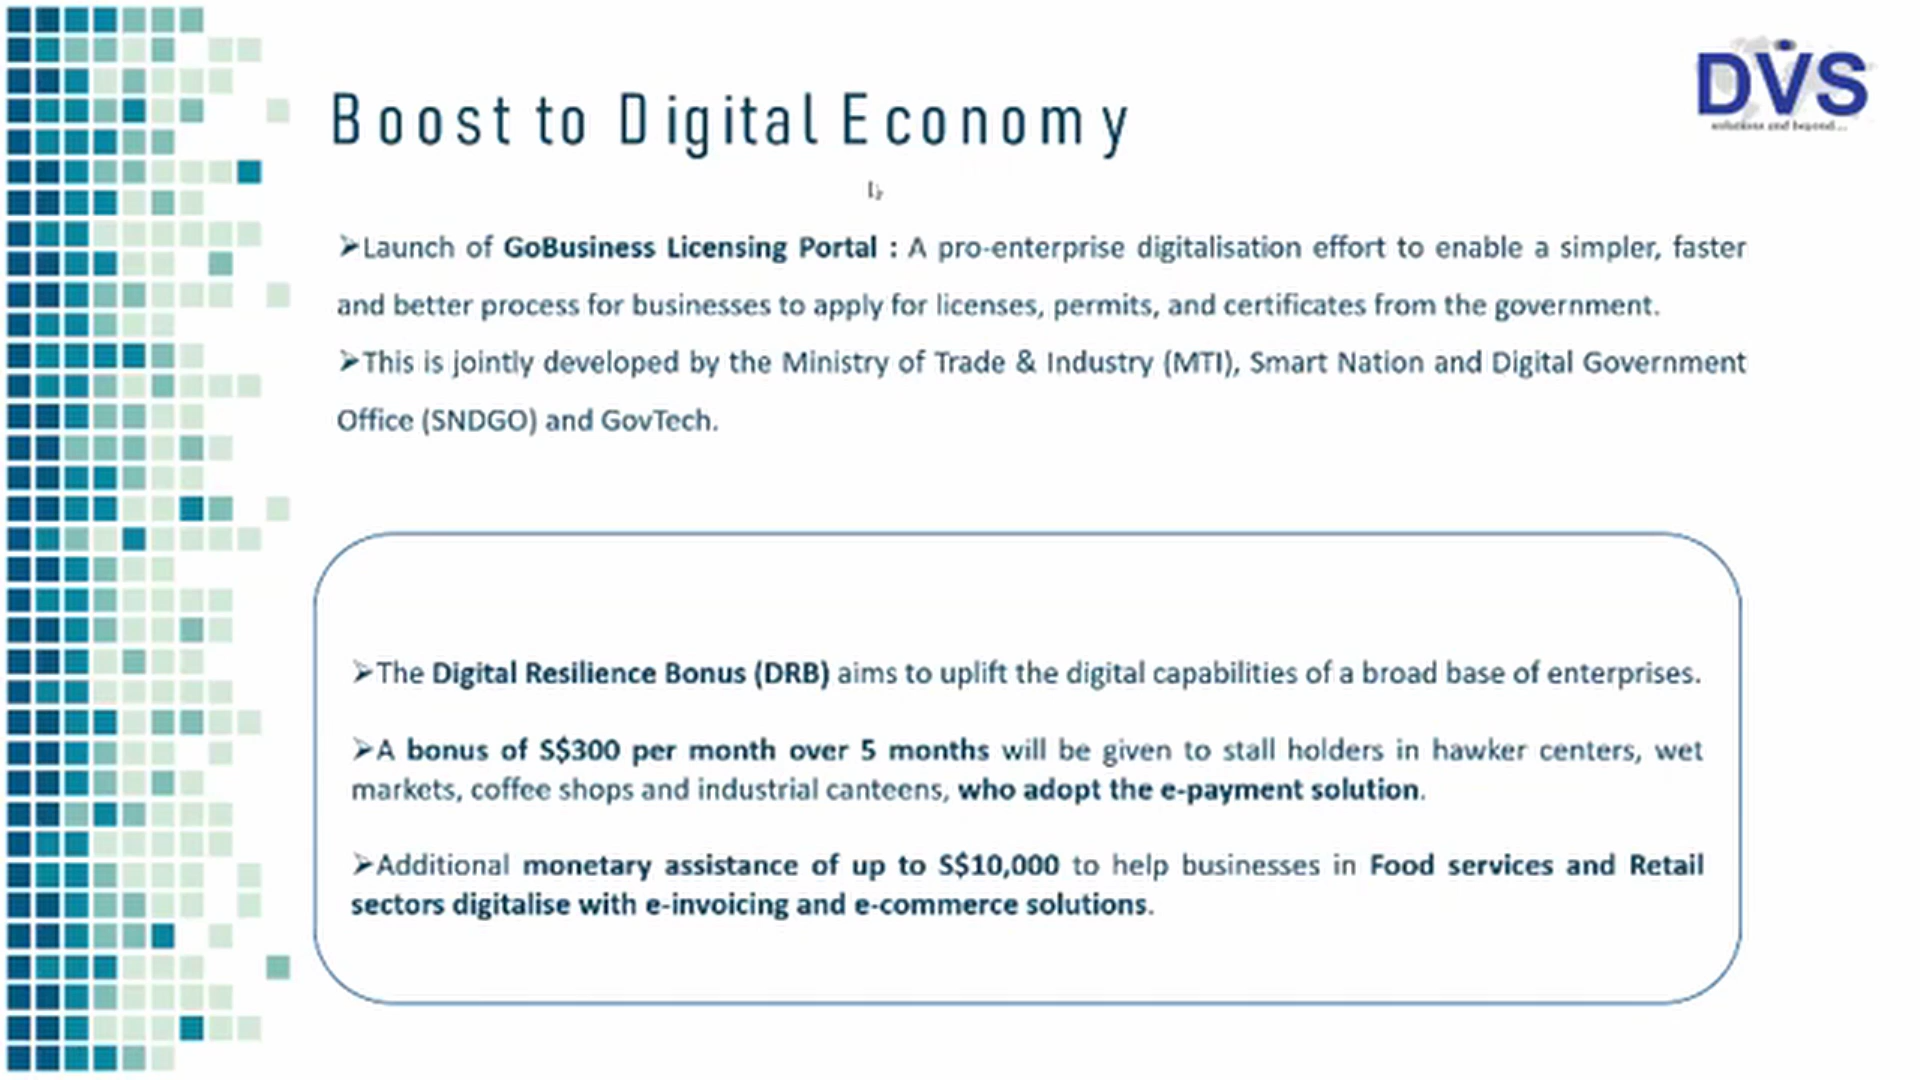 DVS
solutions and beyond...
Boost to Digital Economy
➢Launch of GoBusiness Licensing Portal : A pro-enterprise digitalisation effort to enable a simpler, faster
and better process for businesses to apply for licenses, permits, and certificates from the government.
➢This is jointly developed by the Ministry of Trade & Industry (MTI), Smart Nation and Digital Government
Office (SNDGO) and GovTech.
➢The Digital Resilience Bonus (DRB) aims to uplift the digital capabilities of a broad base of enterprises.
➢A bonus of S$300 per month over 5 months will be given to stall holders in hawker centers, wet
markets, coffee shops and industrial canteens, who adopt the e-payment solution.
➢Additional monetary assistance of up to S$10,000 to help businesses in Food services and Retail
sectors digitalise with e-invoicing and e-commerce solutions.